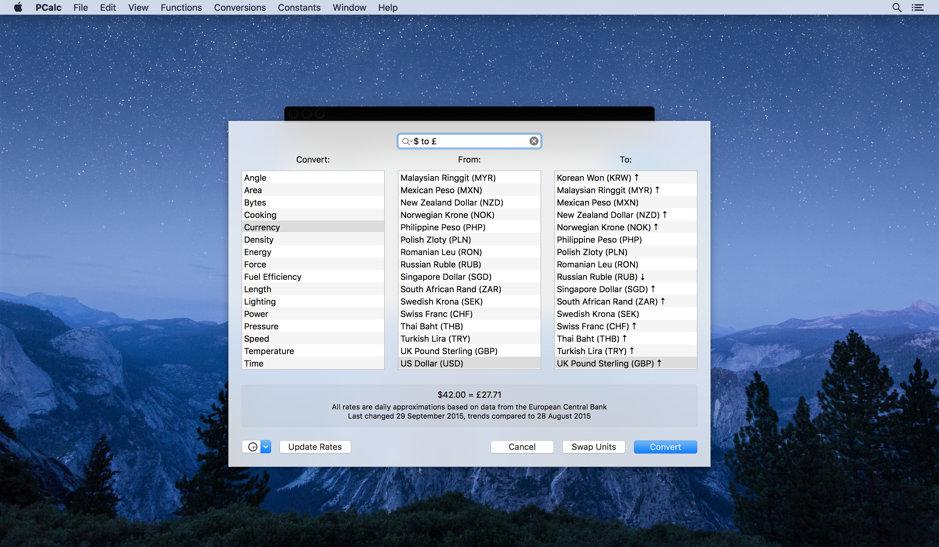 PCalc File Edit View Functions Conversions Constants Window Help
$ to £
Convert: From: To:
Angle Malaysian Ringgit (MYR) Korean Won (KRW) ↑
Area Mexican Peso (MXN) Malaysian Ringgit (MYR) ↑
Bytes New Zealand Dollar (NZD) Mexican Peso (MXN)
Cooking Norwegian Krone (NOK) New Zealand Dollar (NZD) ↑
Currency Philippine Peso (PHP) Norwegian Krone (NOK) ↑
Density Polish Zloty (PLN) Philippine Peso (PHP)
Energy Romanian Leu (RON) Polish Zloty (PLN)
Force Russian Ruble (RUB) Romanian Leu (RON)
Fuel Efficiency Singapore Dollar (SGD) Russian Ruble (RUB) ↓
Length South African Rand (ZAR) Singapore Dollar (SGD) ↑
Lighting Swedish Krona (SEK) South African Rand (ZAR) ↑
Power Swiss Franc (CHF) Swedish Krona (SEK)
Pressure Thai Baht (THB) Swiss Franc (CHF) ↑
Speed Turkish Lira (TRY) Thai Baht (THB) ↑
Temperature UK Pound Sterling (GBP) Turkish Lira (TRY) ↑
Time US Dollar (USD) UK Pound Sterling (GBP) ↑
$42.00 = £27.71
All rates are daily approximations based on data from the European Central Bank
Last changed 29 September 2015, trends compared to 28 August 2015
Update Rates Cancel Swap Units Convert